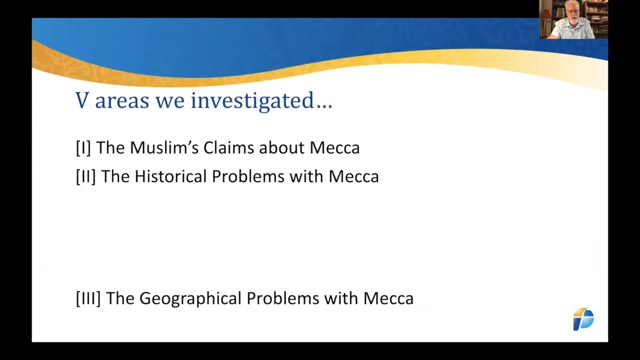 V areas we investigated…
[I] The Muslim’s Claims about Mecca
[II] The Historical Problems with Mecca
[III] The Geographical Problems with Mecca